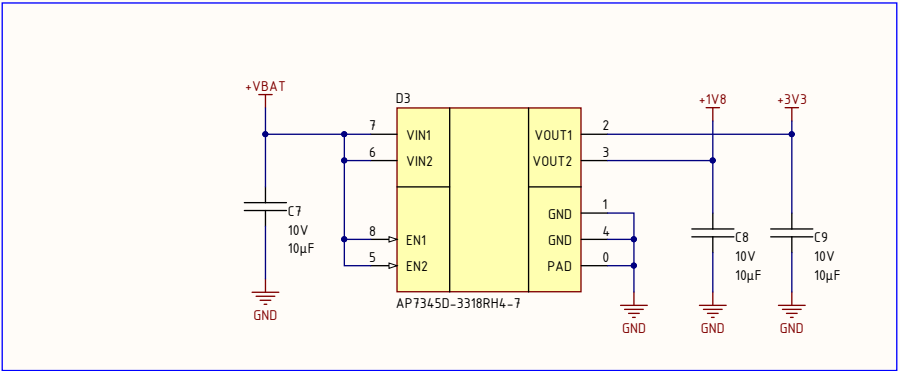 +VBAT
D3
+1V8
+3V3
7
VIN1
VOUT1
2
6
VIN2
VOUT2
3
C7
10V
10µF
GND
1
8
EN1
GND
4
5
EN2
PAD
0
C8
10V
10µF
C9
10V
10µF
AP7345D-3318RH4-7
GND
GND
GND
GND